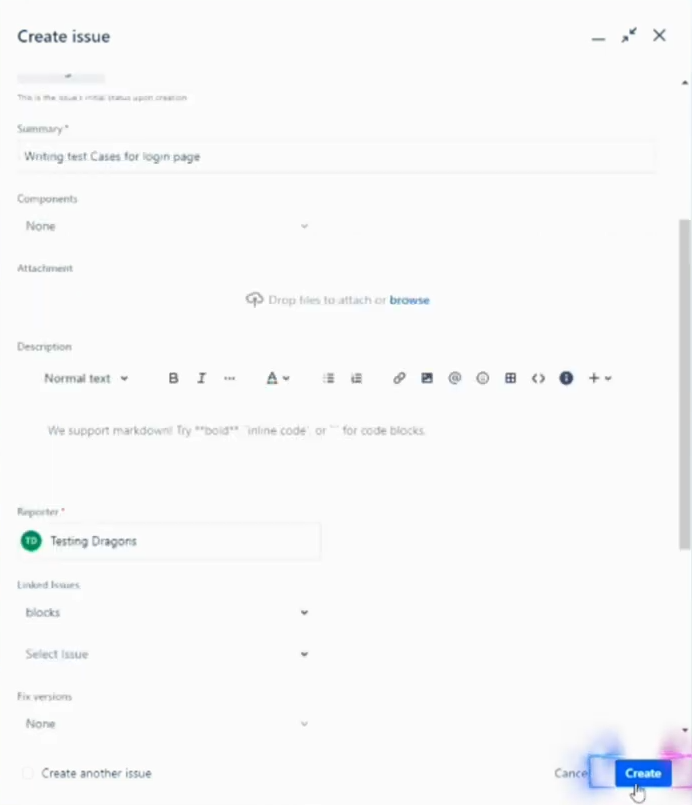 Create issue
This is the issue's initial status upon creation
Summary*
Writing test Cases for login page
Components
None
Attachment
Drop files to attach or browse
Description
Normal text B I ... A @ <> +
We support markdown! Try **bold** `inline code`, or ``` for code blocks.
Reporter*
TD Testing Dragons
Linked Issues
blocks
Select Issue
Fix versions
None
Create another issue Cance Create